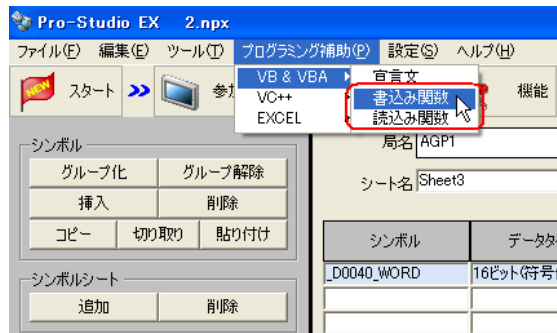 Pro-Studio EX 2.npx
ファイル(F) 編集(E) ツール(T) プログラミング補助(P) 設定(S) ヘルプ(H)
NEW スタート 機能
VB & VBA 宣言文
VC++ 書込み関数
EXCEL 読込み関数
シンボル
グループ化 グループ解除
挿入 削除
コピー 切り取り 貼り付け
シンボルシート
追加 削除
局名 AGP1
シート名 Sheet3
シンボル
_D0040_WORD 16ビット(符号